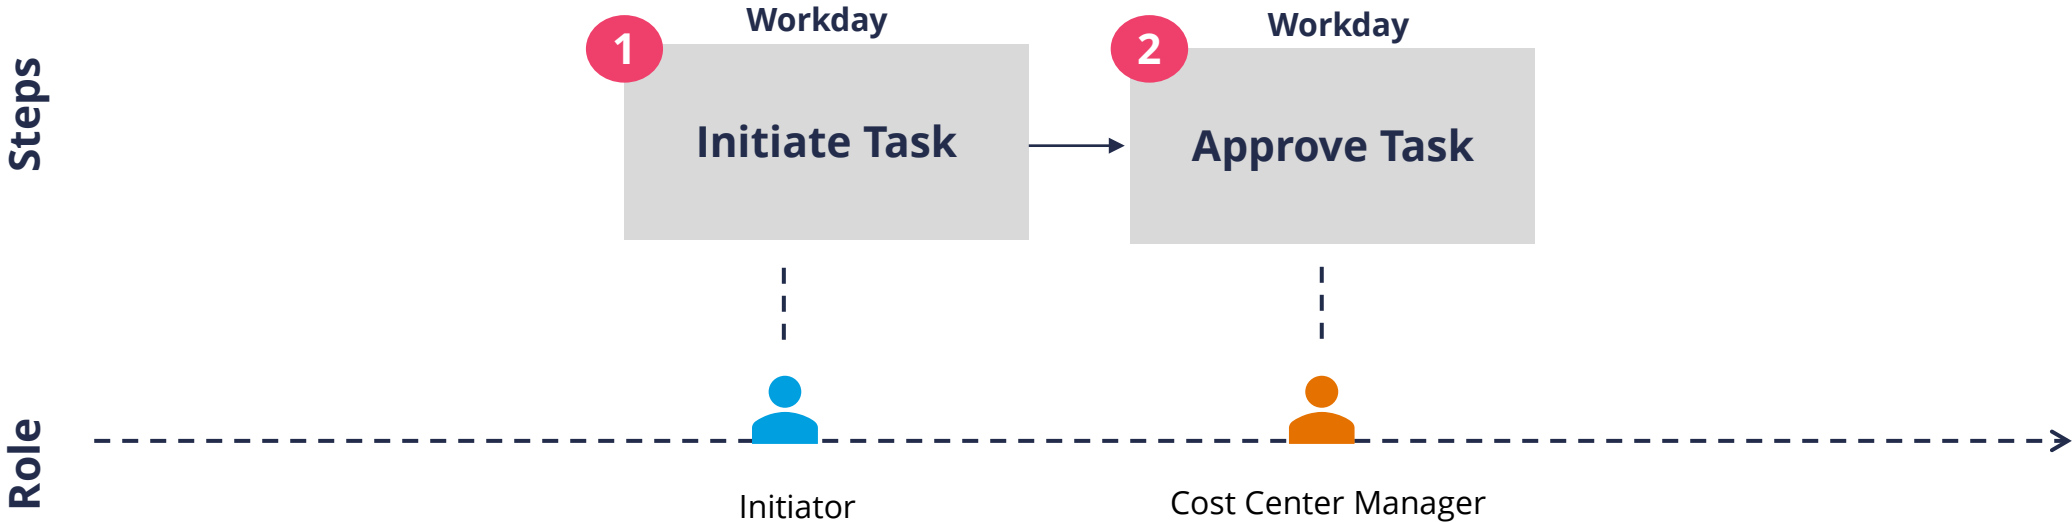 Steps
Workday
1
Initiate Task
Workday
2
Approve Task
Role
Initiator
Cost Center Manager